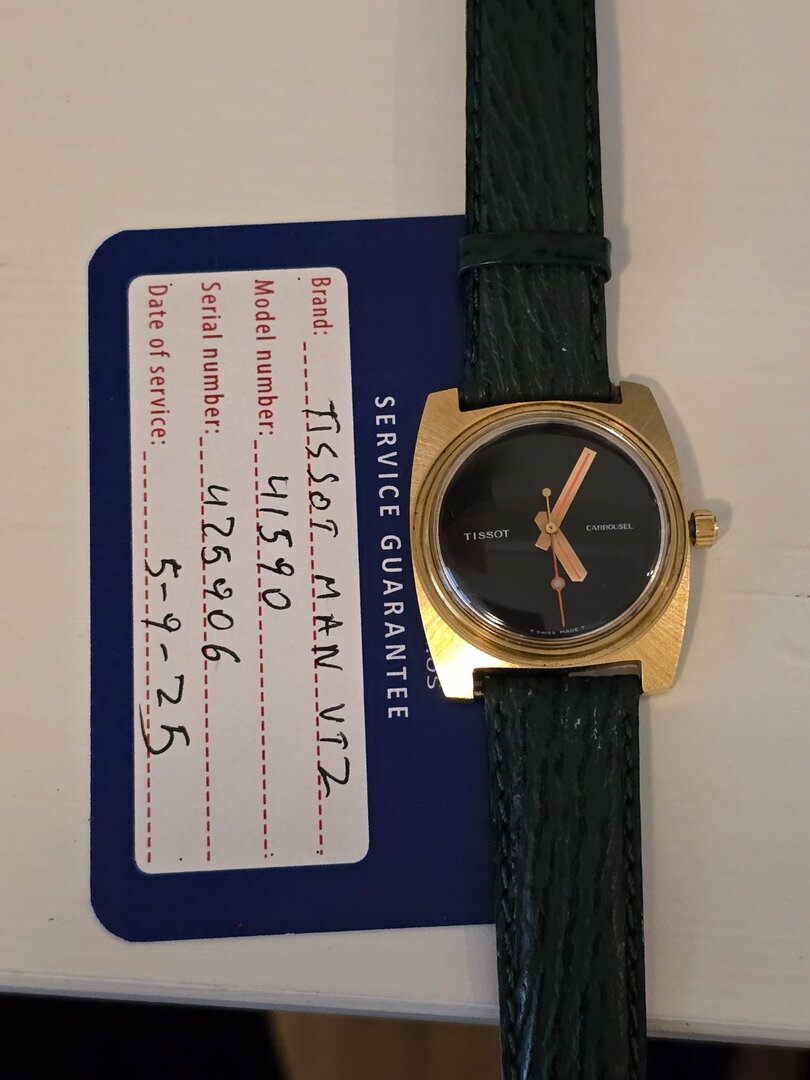 SERVICE GUARANTEE
Brand: TISSOT MAN VTZ
Model number: 41590
Serial number: 425906
Date of service: 5-9-25
TISSOT
CARROUSEL
T SWISS MADE T